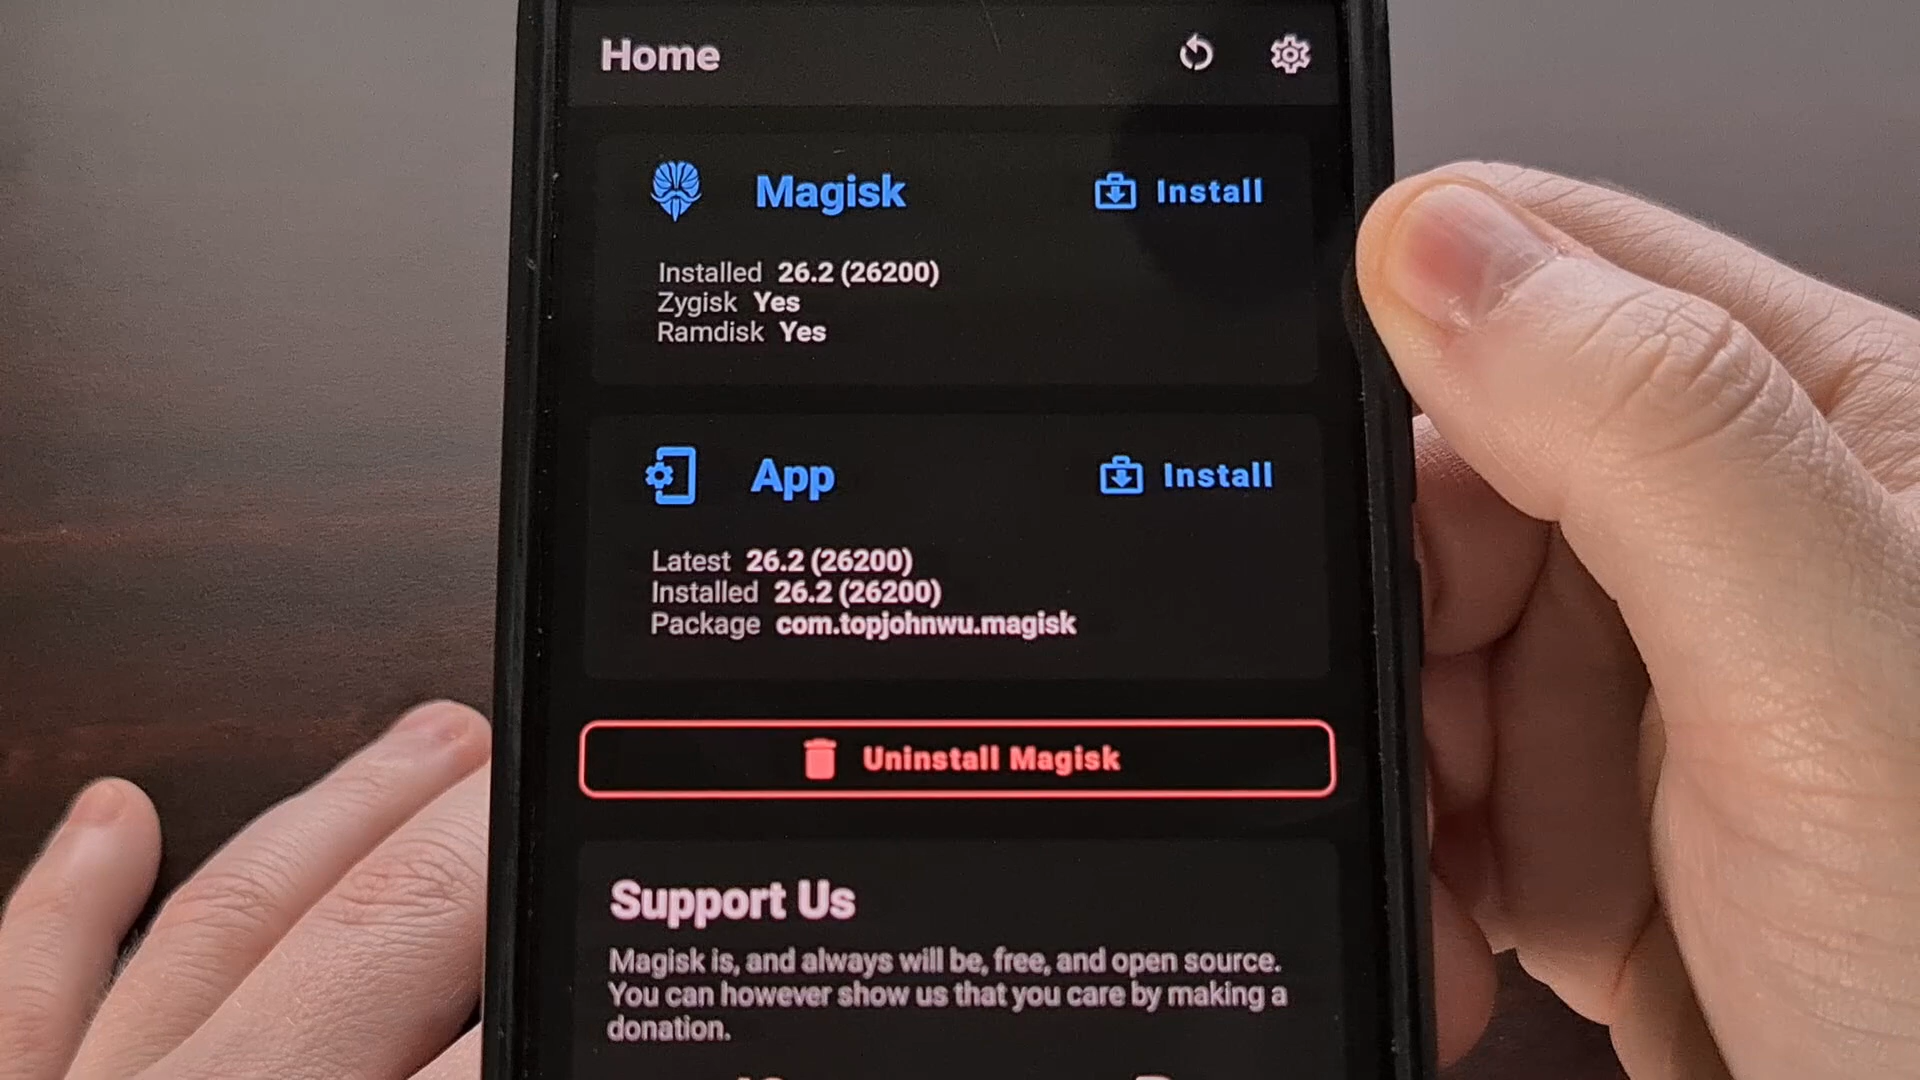 Home
Magisk
Install
Installed 26.2 (26200)
Zygisk Yes
Ramdisk Yes
App
Install
Latest 26.2 (26200)
Installed 26.2 (26200)
Package com.topjohnwu.magisk
Uninstall Magisk
Support Us
Magisk is, and always will be, free, and open source.
You can however show us that you care by making a
donation.